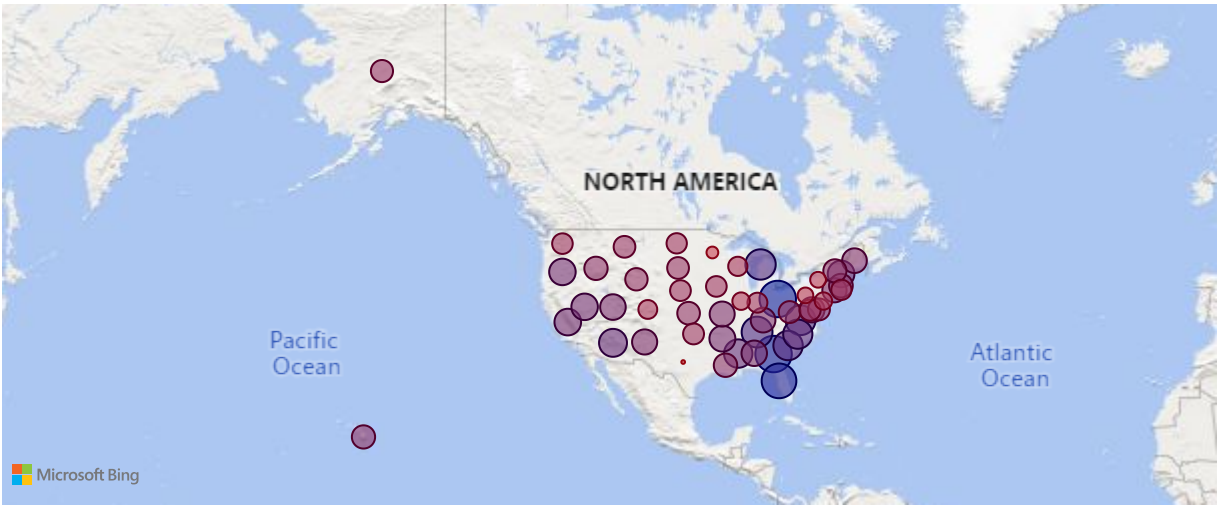 NORTH AMERICA
Pacific
Ocean
Atlantic
Ocean
Microsoft Bing